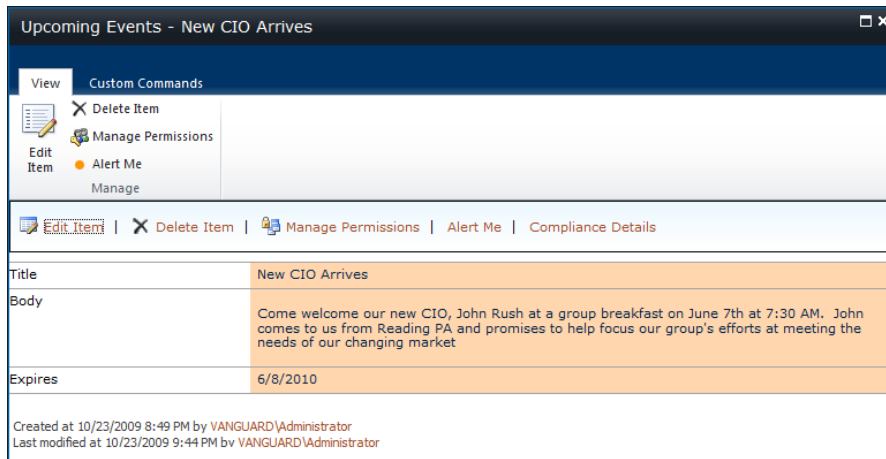 Upcoming Events - New CIO Arrives
View Custom Commands
Edit Item
Delete Item
Manage Permissions
Alert Me
Manage
Edit Item | Delete Item | Manage Permissions | Alert Me | Compliance Details
Title New CIO Arrives
Body
Come welcome our new CIO, John Rush at a group breakfast on June 7th at 7:30 AM. John
comes to us from Reading PA and promises to help focus our group's efforts at meeting the
needs of our changing market
Expires 6/8/2010
Created at 10/23/2009 8:49 PM by VANGUARD\Administrator
Last modified at 10/23/2009 9:44 PM by VANGUARD\Administrator